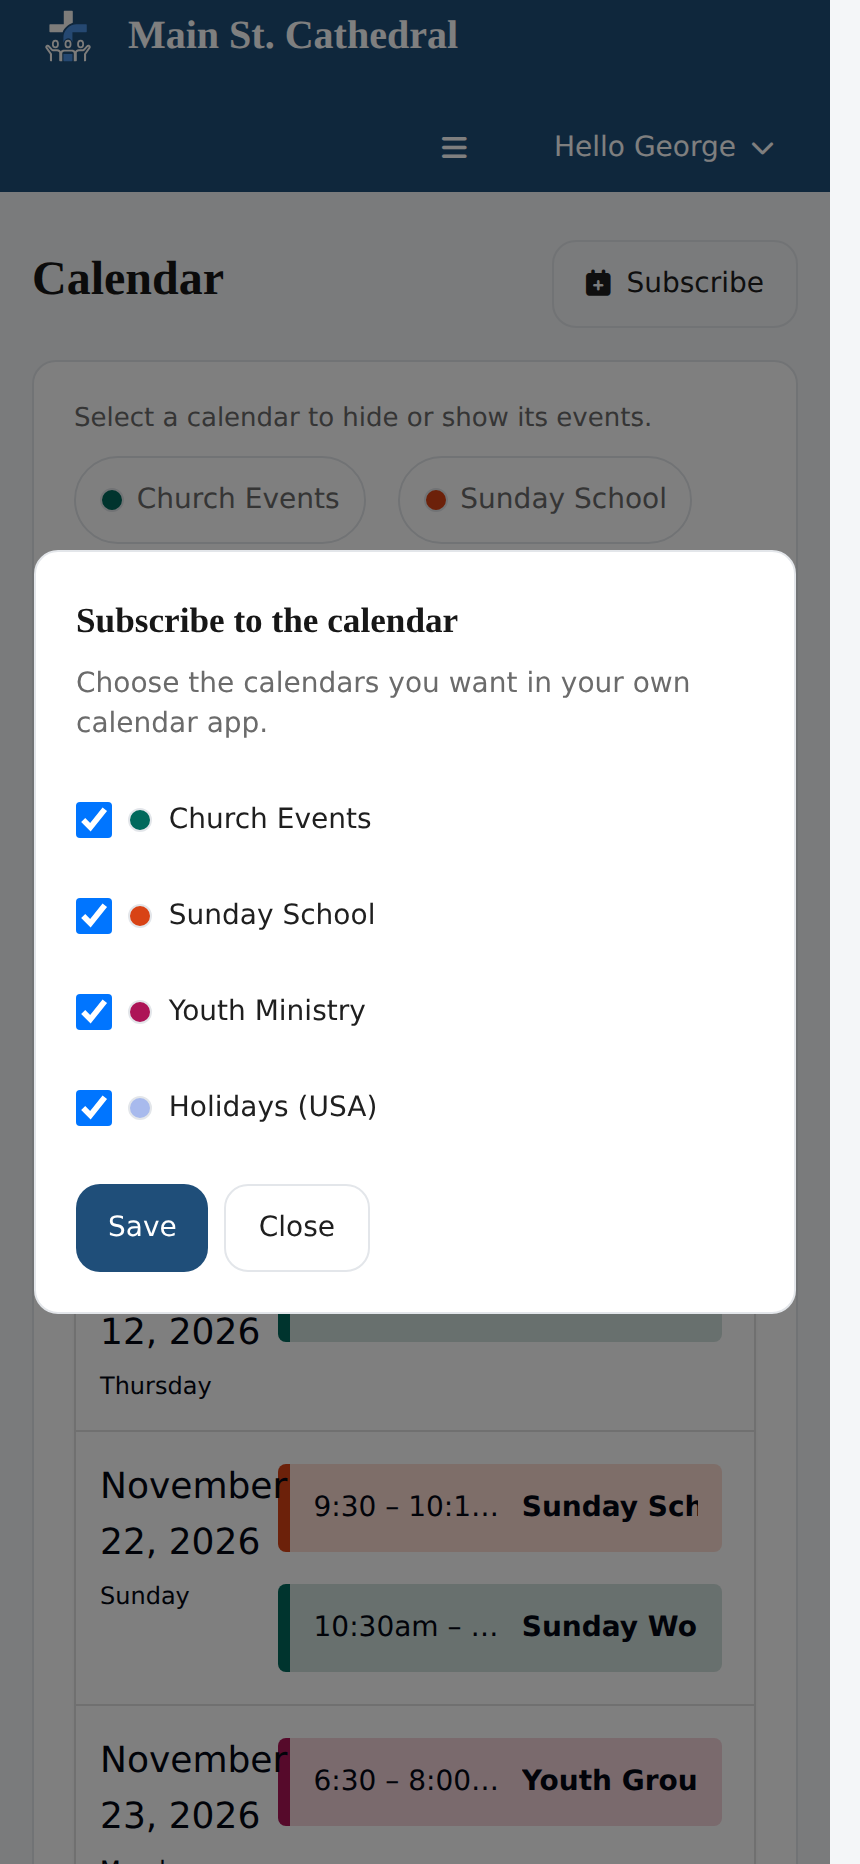 Main St. Cathedral
Hello George
Calendar
Subscribe
Select a calendar to hide or show its events.
Church Events
Sunday School
Subscribe to the calendar
Choose the calendars you want in your own
calendar app.
Church Events
Sunday School
Youth Ministry
Holidays (USA)
Save
Close
12, 2026
Thursday
November
22, 2026
Sunday
9:30 – 10:1… Sunday Sch
10:30am – … Sunday Wo
November
23, 2026
6:30 – 8:00… Youth Grou